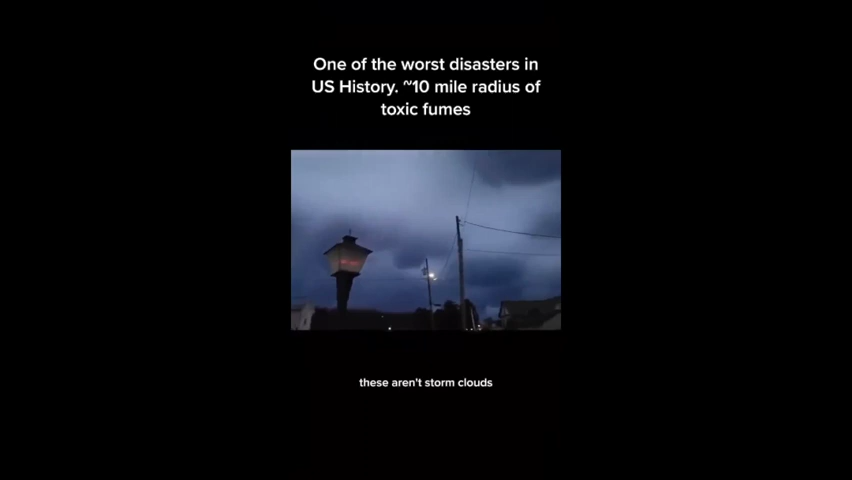 One of the worst disasters in
US History. ~10 mile radius of
toxic fumes
these aren't storm clouds